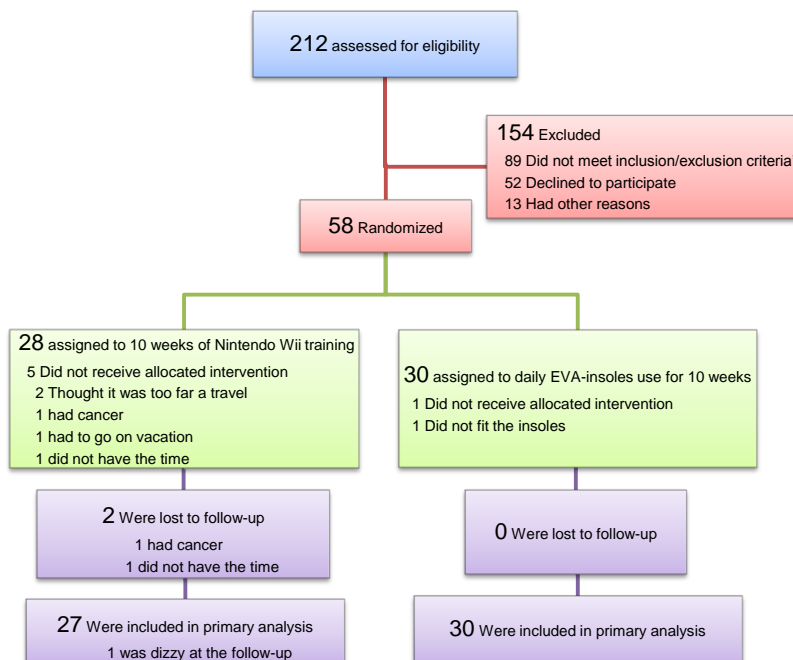 212 assessed for eligibility
154 Excluded
89 Did not meet inclusion/exclusion criteria
52 Declined to participate
13 Had other reasons
58 Randomized
28 assigned to 10 weeks of Nintendo Wii training
5 Did not receive allocated intervention
2 Thought it was too far a travel
1 had cancer
1 had to go on vacation
1 did not have the time
30 assigned to daily EVA-insoles use for 10 weeks
1 Did not receive allocated intervention
1 Did not fit the insoles
2 Were lost to follow-up
1 had cancer
1 did not have the time
0 Were lost to follow-up
27 Were included in primary analysis
1 was dizzy at the follow-up
30 Were included in primary analysis